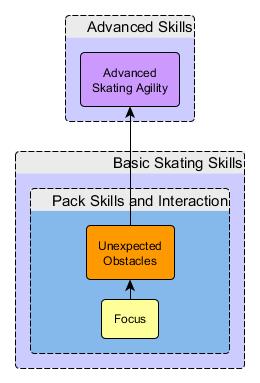 Advanced Skills
Advanced
Skating Agility
Basic Skating Skills
Pack Skills and Interaction
Unexpected
Obstacles
Focus